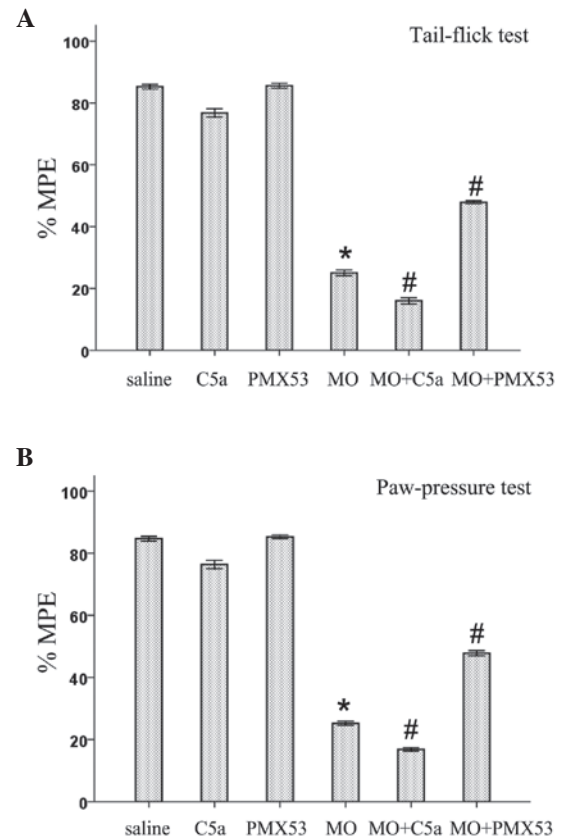 A
Tail-flick test
100
80
60
40
20
0
% MPE
*
#
#
saline C5a PMX53 MO MO+C5a MO+PMX53
B
Paw-pressure test
100
80
60
40
20
0
% MPE
*
#
#
saline C5a PMX53 MO MO+C5a MO+PMX53